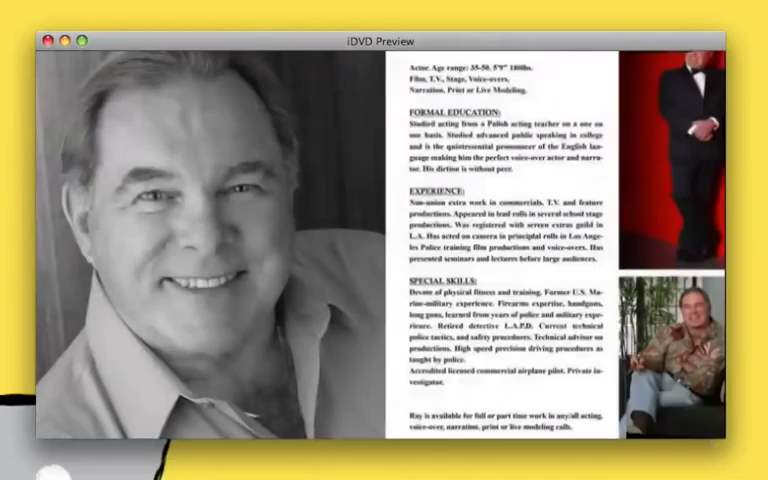 iDVD Preview
Actor. Age range: 35-50. 5'9" 180lbs.
Film, T.V., Stage, Voice-overs,
Narration, Print or Live Modeling.
FORMAL EDUCATION:
Studied acting from a Polish acting teacher on a one on
one basis. Studied advanced public speaking in college
and is the quintessential pronouncer of the English lan-
guage making him the perfect voice-over actor and narra-
tor. His diction is without peer.
EXPERIENCE:
Non-union extra work in commercials, T.V. and feature
productions. Appeared in lead rolls in several school stage
productions. Was registered with screen extras guild in
L.A. Has acted on camera in principlal rolls in Los Ange-
les Police training film productions and voice-overs. Has
presented seminars and lectures before large audiences.
SPECIAL SKILLS:
Devote of physical fitness and training. Former U.S. Ma-
rine-military experience. Firearms expertise, handguns,
long guns, learned from years of police and military expe-
rience. Retired detective L.A.P.D. Current technical
police tactics, and safety procedures. Technical advisor on
productions. High speed precision driving procedures as
taught by police.
Accredited licensed commercial airplane pilot. Private in-
vestigator.
Ray is available for full or part time work in any/all acting,
voice-over, narration, print or live modeling calls.